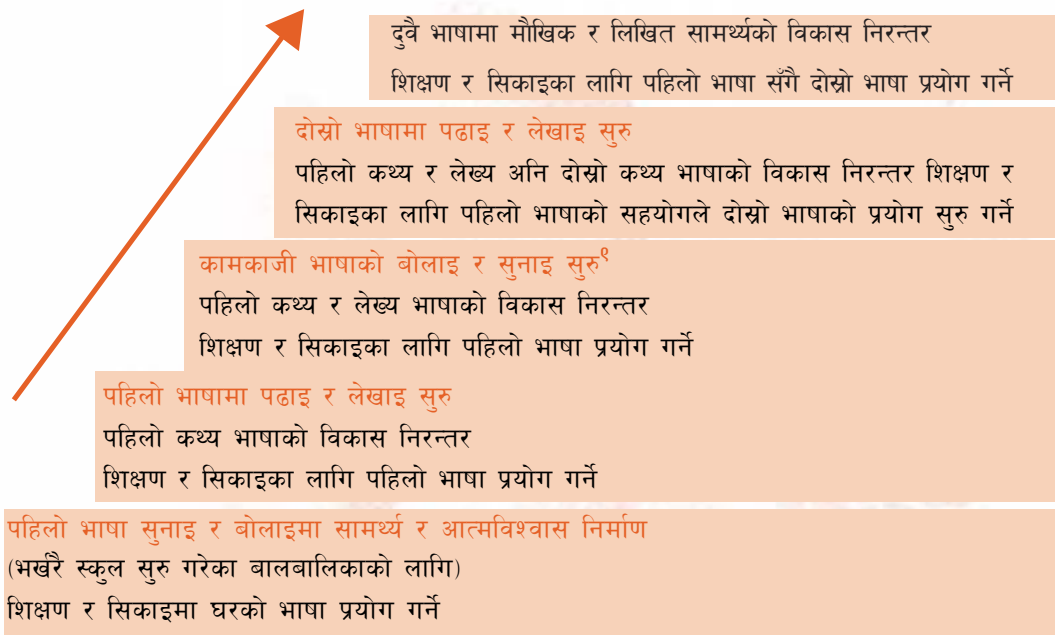 दुवै भाषामा मौखिक र लिखित सामर्थ्यको विकास निरन्तर
शिक्षण र सिकाइका लागि पहिलो भाषा सँगै दोस्रो भाषा प्रयोग गर्ने
दोस्रो भाषामा पढाइ र लेखाइ सुरु
पहिलो कथ्य र लेख्य अनि दोस्रो कथ्य भाषाको विकास निरन्तर शिक्षण र
सिकाइका लागि पहिलो भाषाको सहयोगले दोस्रो भाषाको प्रयोग सुरु गर्ने
कामकाजी भाषाको बोलाइ र सुनाइ सुरु९
पहिलो कथ्य र लेख्य भाषाको विकास निरन्तर
शिक्षण र सिकाइका लागि पहिलो भाषा प्रयोग गर्ने
पहिलो भाषामा पढाइ र लेखाइ सुरु
पहिलो कथ्य भाषाको विकास निरन्तर
शिक्षण र सिकाइका लागि पहिलो भाषा प्रयोग गर्ने
पहिलो भाषा सुनाइ र बोलाइमा सामर्थ्य र आत्मविश्वास निर्माण
(भर्खरै स्कुल सुरु गरेका बालबालिकाको लागि)
शिक्षण र सिकाइमा घरको भाषा प्रयोग गर्ने